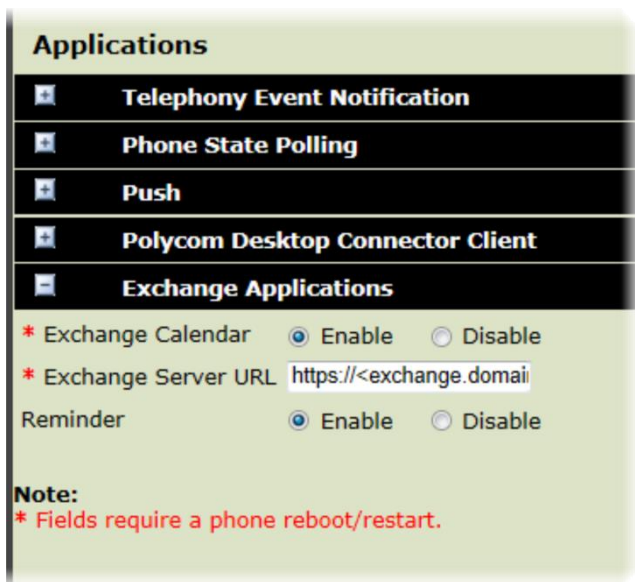 Applications
Telephony Event Notification
Phone State Polling
Push
Polycom Desktop Connector Client
Exchange Applications
* Exchange Calendar Enable Disable
* Exchange Server URL https://<exchange.domai
Reminder Enable Disable
Note:
* Fields require a phone reboot/restart.